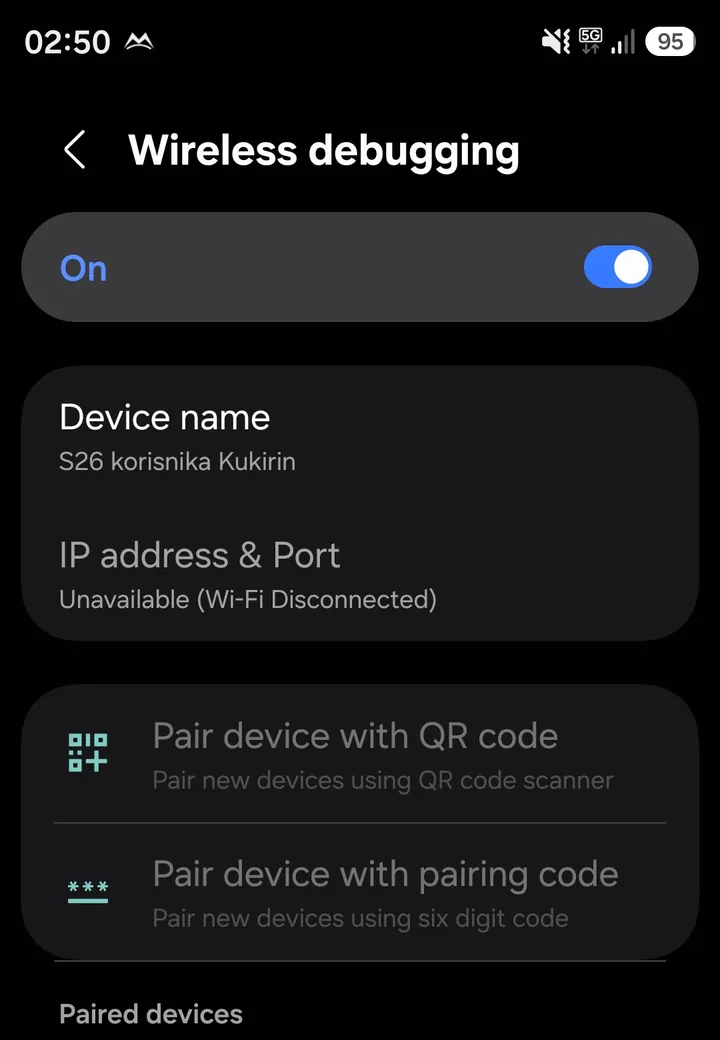 02:50
5G
95
Wireless debugging
On
Device name
S26 korisnika Kukirin
IP address & Port
Unavailable (Wi-Fi Disconnected)
Pair device with QR code
Pair new devices using QR code scanner
***
Pair device with pairing code
Pair new devices using six digit code
Paired devices